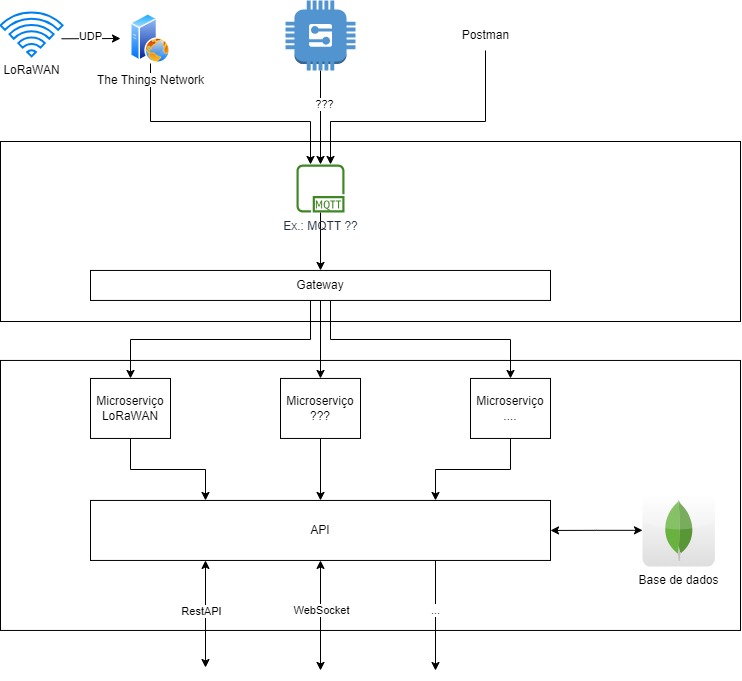 UDP
LoRaWAN
The Things Network
Postman
???
MQTT
Ex.: MQTT ??
Gateway
Microserviço
LoRaWAN
Microserviço
???
Microserviço
....
API
Base de dados
RestAPI
WebSocket
...